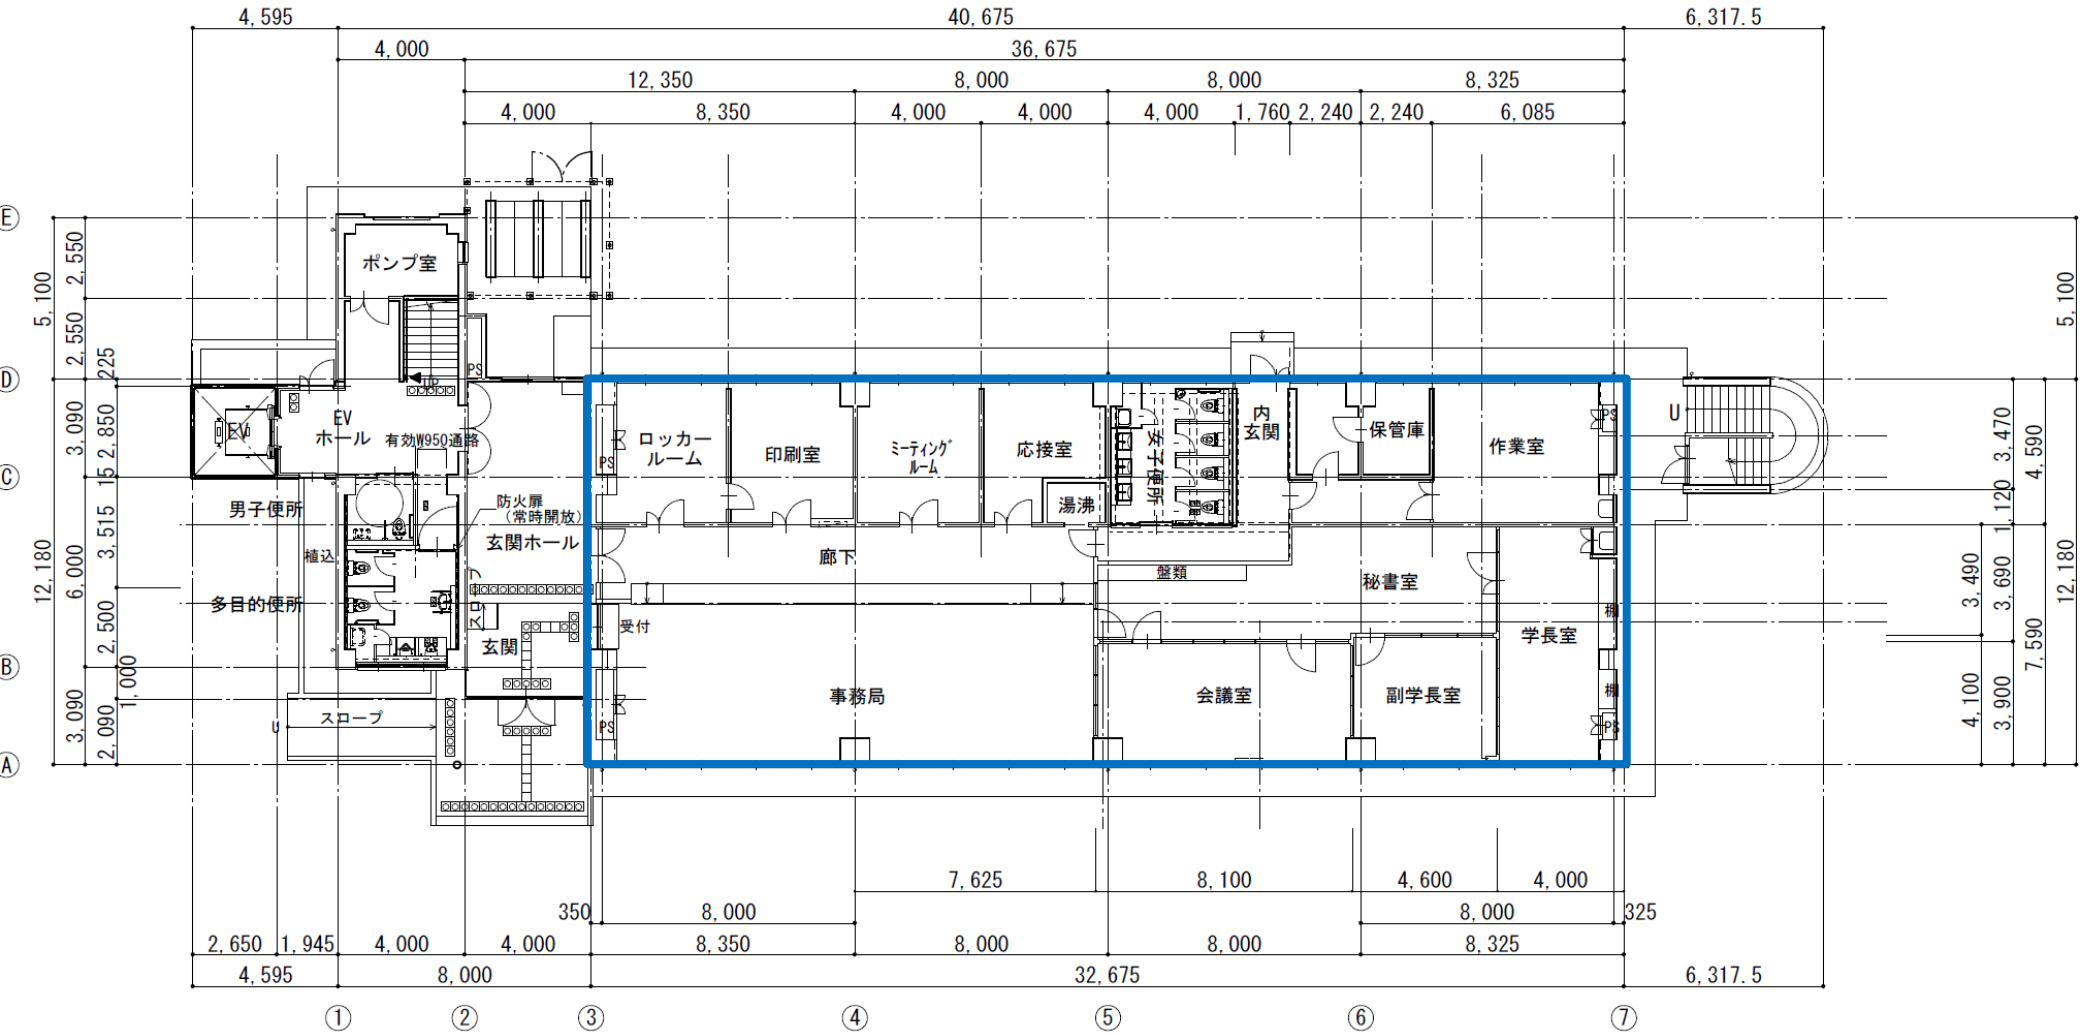 4,595 40,675 6,317.5
4,000 36,675
12,350 8,000 8,000 8,325
4,000 8,350 4,000 4,000 4,000 1,760 2,240 2,240 6,085
E
D
C
B
A
5,100
12,180
2,550
2,550
3,090
6,000
3,090
225
2,850
15
3,515
2,500
1,000
2,090
ポンプ室
PS
UP
EV
EV
ホール
有効W950通路
男子便所
植込
多目的便所
防火扉
(常時開放)
玄関ホール
スロープ
玄関
スロープ
U
PS
ロッカー
ルーム
印刷室
ミーティング
ルーム
応接室
湯沸
女子便所
内
玄関
保管庫
作業室
PS
U
廊下
盤類
秘書室
受付
学長室
棚
棚
PS
事務局
会議室
副学長室
PS
5,100
3,470
4,590
1,120
12,180
3,490
3,690
7,590
4,100
3,900
7,625 8,100 4,600 4,000
350 8,000 8,000 325
2,650 1,945 4,000 4,000 8,350 8,000 8,000 8,325
4,595 8,000 32,675 6,317.5
① ② ③ ④ ⑤ ⑥ ⑦